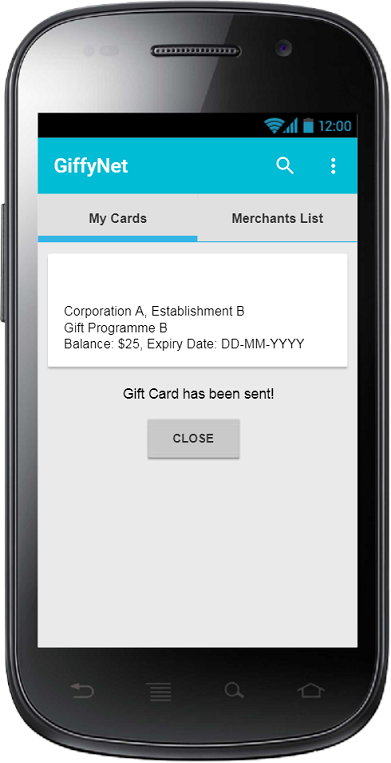 12:00
GiffyNet
My Cards
Merchants List
Corporation A, Establishment B
Gift Programme B
Balance: $25, Expiry Date: DD-MM-YYYY
Gift Card has been sent!
CLOSE